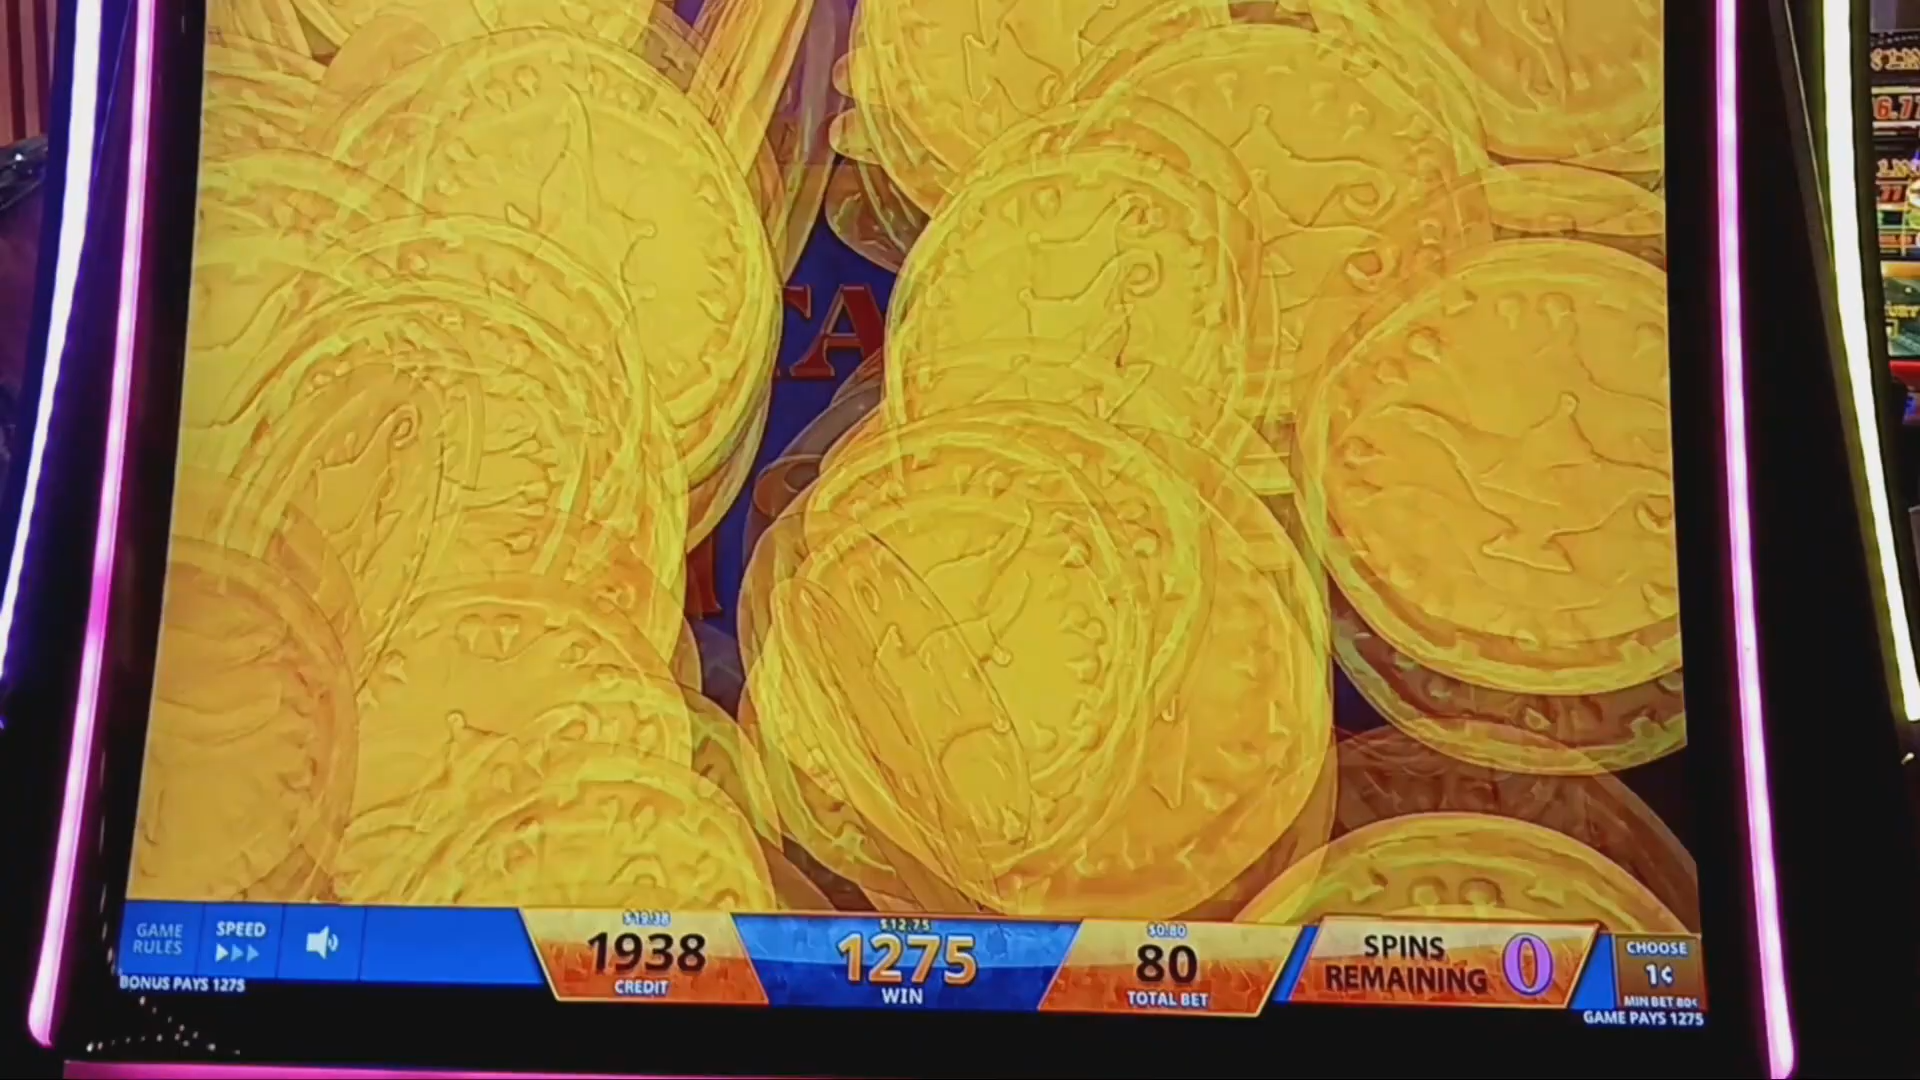 TA
GAME
RULES
SPEED
BONUS PAYS 1275
$19.38
1938
CREDIT
$12.75
1275
WIN
$0.80
80
TOTAL BET
SPINS
REMAINING
0
CHOOSE
1¢
MIN BET 80¢
GAME PAYS 1275